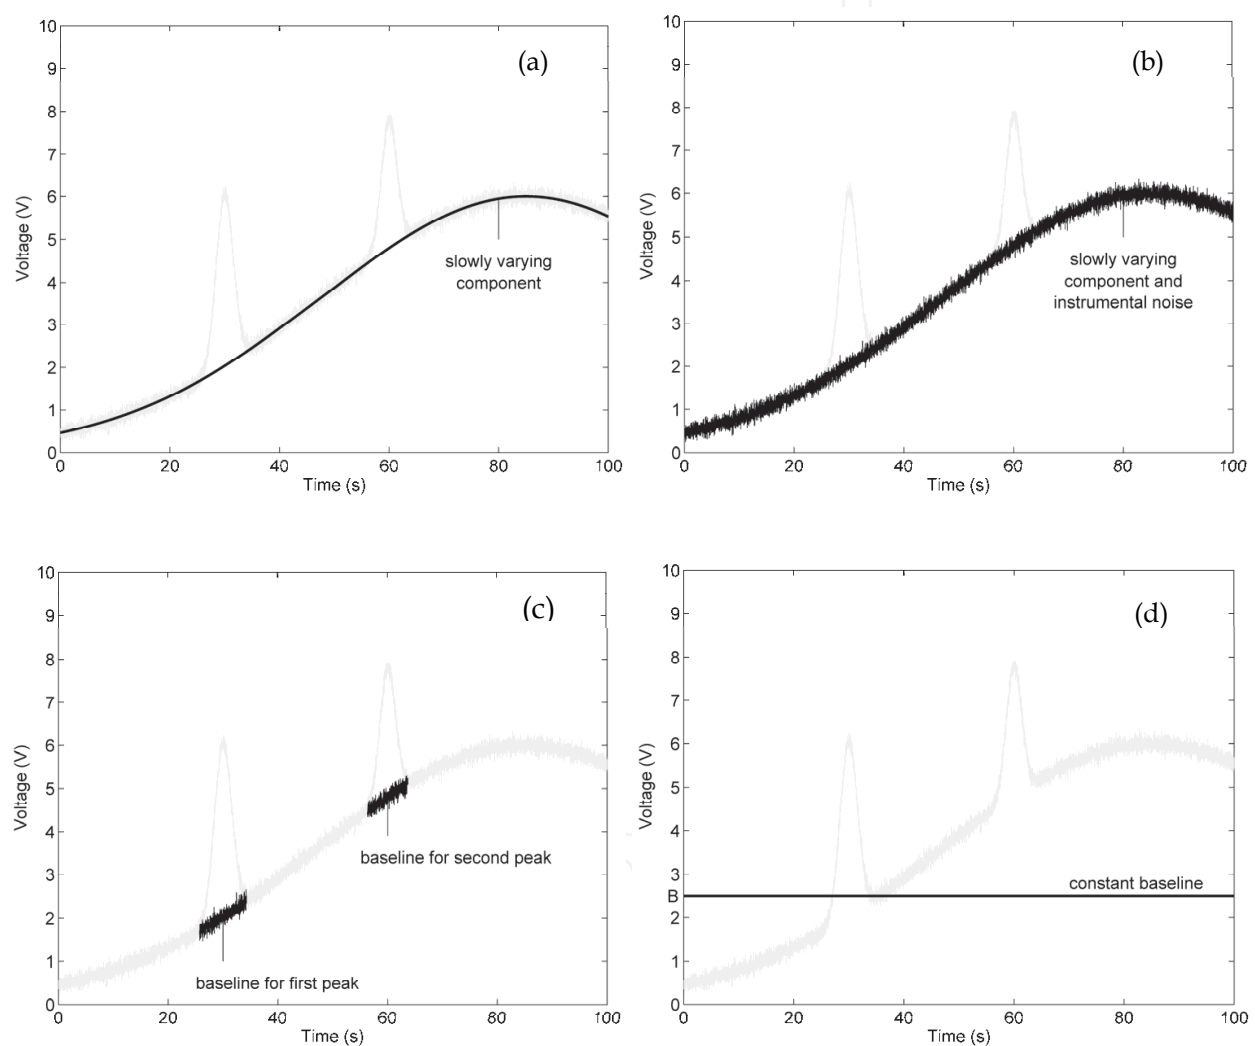 10
9
8
7
6
5
4
3
2
1
0
Voltage (V)
(a)
slowly varying
component
0 20 40 60 80 100
Time (s)
10
9
8
7
6
5
4
3
2
1
0
Voltage (V)
(b)
slowly varying
component and
instrumental noise
0 20 40 60 80 100
Time (s)
10
9
8
7
6
5
4
3
2
1
0
Voltage (V)
(c)
baseline for second peak
baseline for first peak
0 20 40 60 80 100
Time (s)
10
9
8
7
6
5
4
3
B
2
1
0
Voltage (V)
(d)
constant baseline
0 20 40 60 80 100
Time (s)